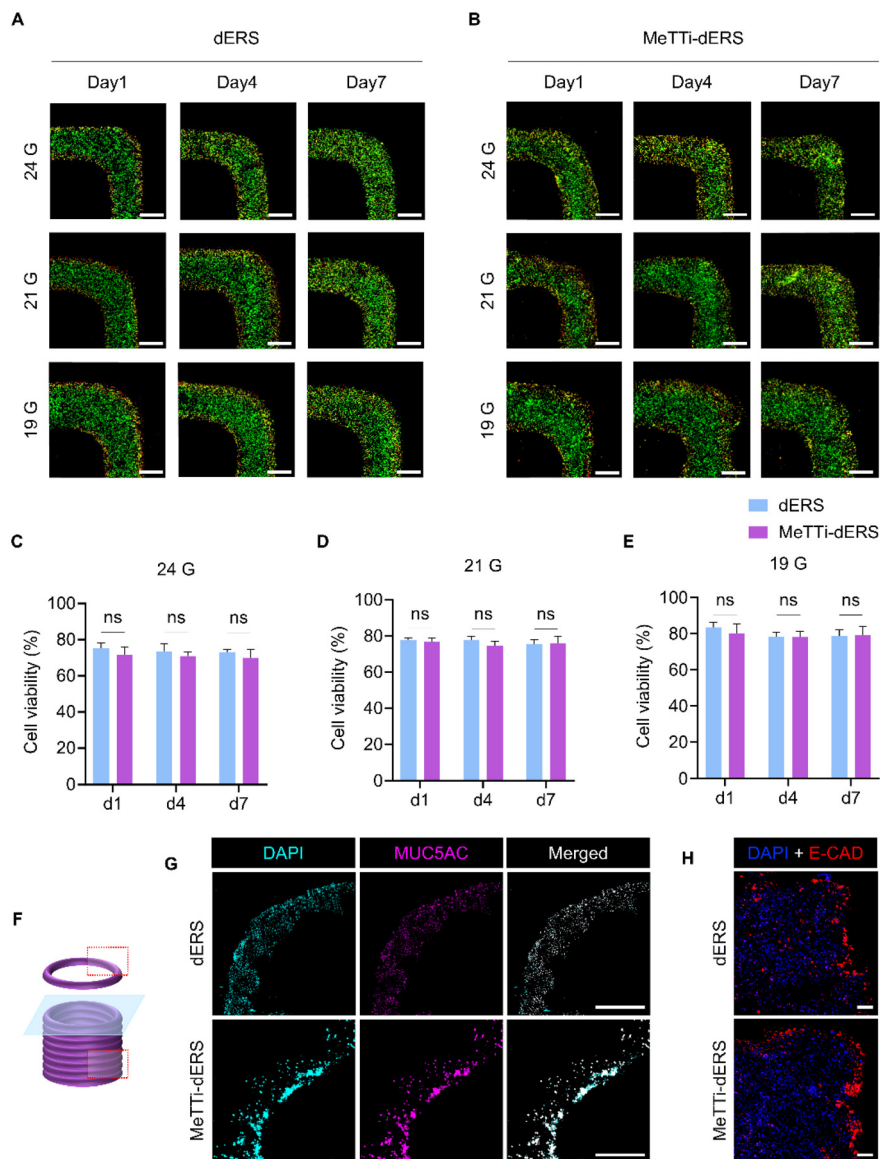 A
dERS
Day1 Day4 Day7
24 G
21 G
19 G
B
MeTTi-dERS
Day1 Day4 Day7
24 G
21 G
19 G
dERS
MeTTi-dERS
C
24 G
Cell viability (%)
100
80
60
40
20
0
ns ns ns
d1 d4 d7
D
21 G
Cell viability (%)
100
80
60
40
20
0
ns ns ns
d1 d4 d7
E
19 G
Cell viability (%)
100
80
60
40
20
0
ns ns ns
d1 d4 d7
F
G
DAPI MUC5AC Merged
dERS
MeTTi-dERS
H
DAPI + E-CAD
dERS
MeTTi-dERS